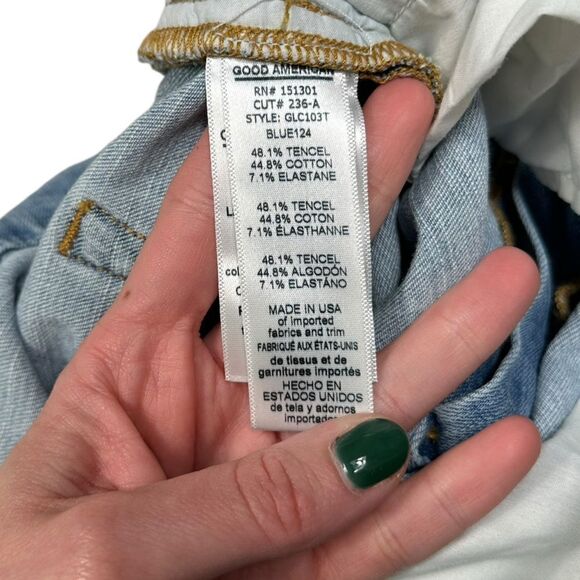 GOOD AMERICAN
RN# 151301
CUT# 236-A
STYLE: GLC103T
BLUE124
48.1% TENCEL
44.8% COTTON
7.1% ELASTANE
48.1% TENCEL
44.8% COTON
7.1% ÉLASTHANNE
48.1% TENCEL
44.8% ALGODÓN
7.1% ELASTÁNO
MADE IN USA
of imported
fabrics and trim
FABRIQUÉ AUX ÉTATS-UNIS
de tissus et de
garnitures importés
HECHO EN
ESTADOS UNIDOS
de tela y adornos
importados